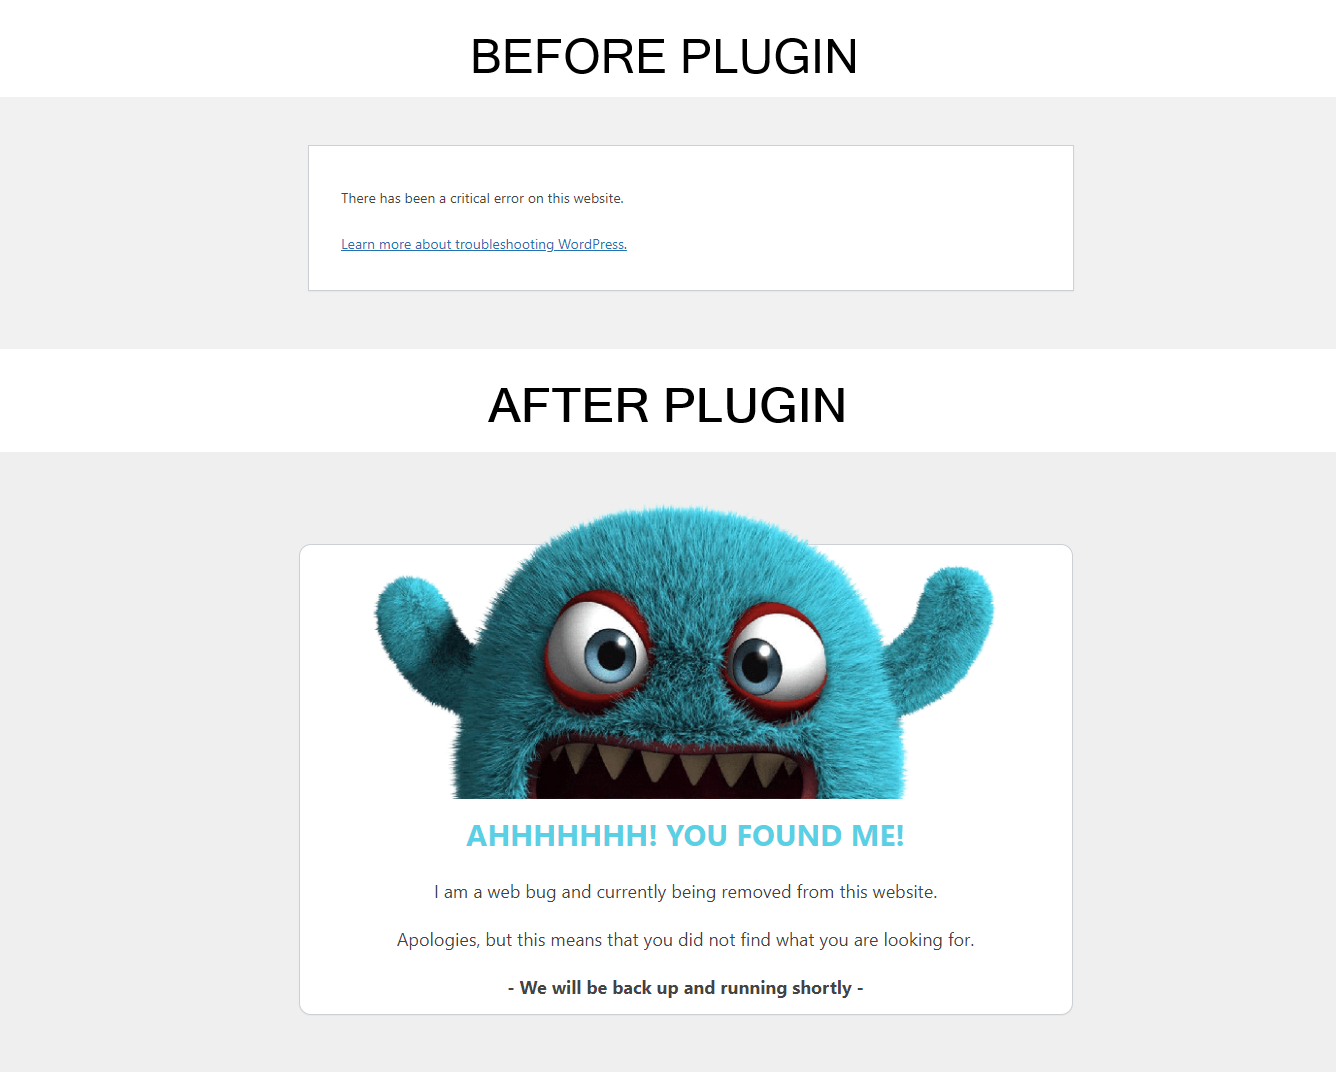 BEFORE PLUGIN
There has been a critical error on this website.
Learn more about troubleshooting WordPress.
AFTER PLUGIN
AHHHHHHH! YOU FOUND ME!
I am a web bug and currently being removed from this website.
Apologies, but this means that you did not find what you are looking for.
- We will be back up and running shortly -